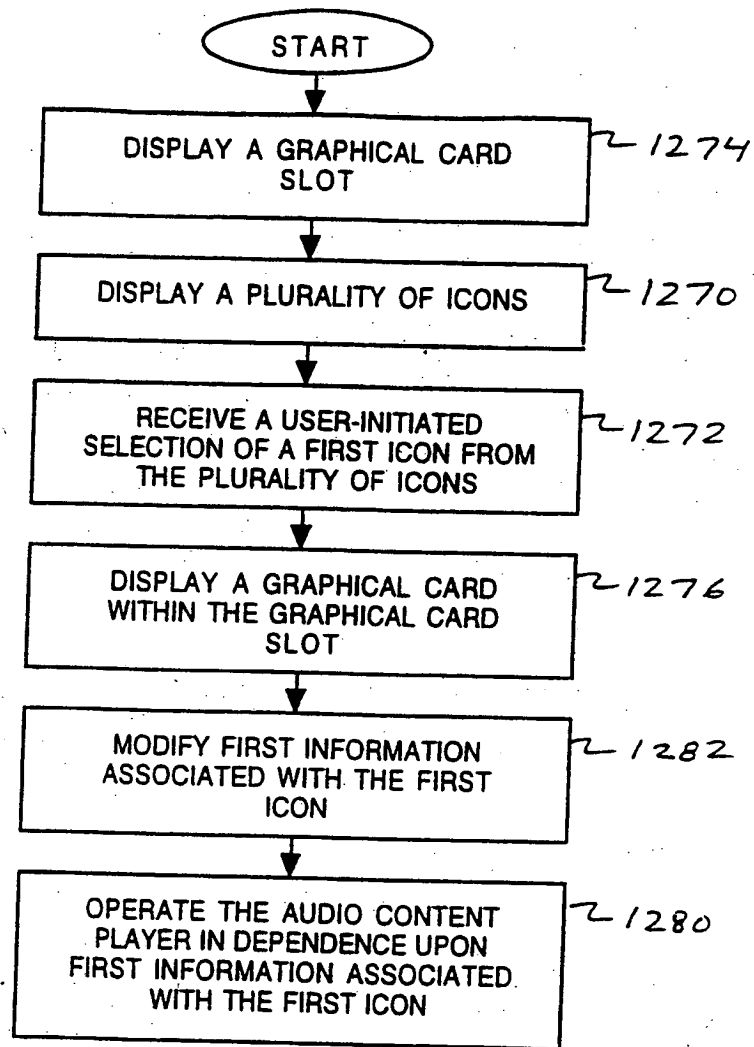 START
DISPLAY A GRAPHICAL CARD
SLOT
1274
DISPLAY A PLURALITY OF ICONS
1270
RECEIVE A USER-INITIATED
SELECTION OF A FIRST ICON FROM
THE PLURALITY OF ICONS
1272
DISPLAY A GRAPHICAL CARD
WITHIN THE GRAPHICAL CARD
SLOT
1276
MODIFY FIRST INFORMATION
ASSOCIATED WITH THE FIRST
ICON
1282
OPERATE THE AUDIO CONTENT
PLAYER IN DEPENDENCE UPON
FIRST INFORMATION ASSOCIATED
WITH THE FIRST ICON
1280